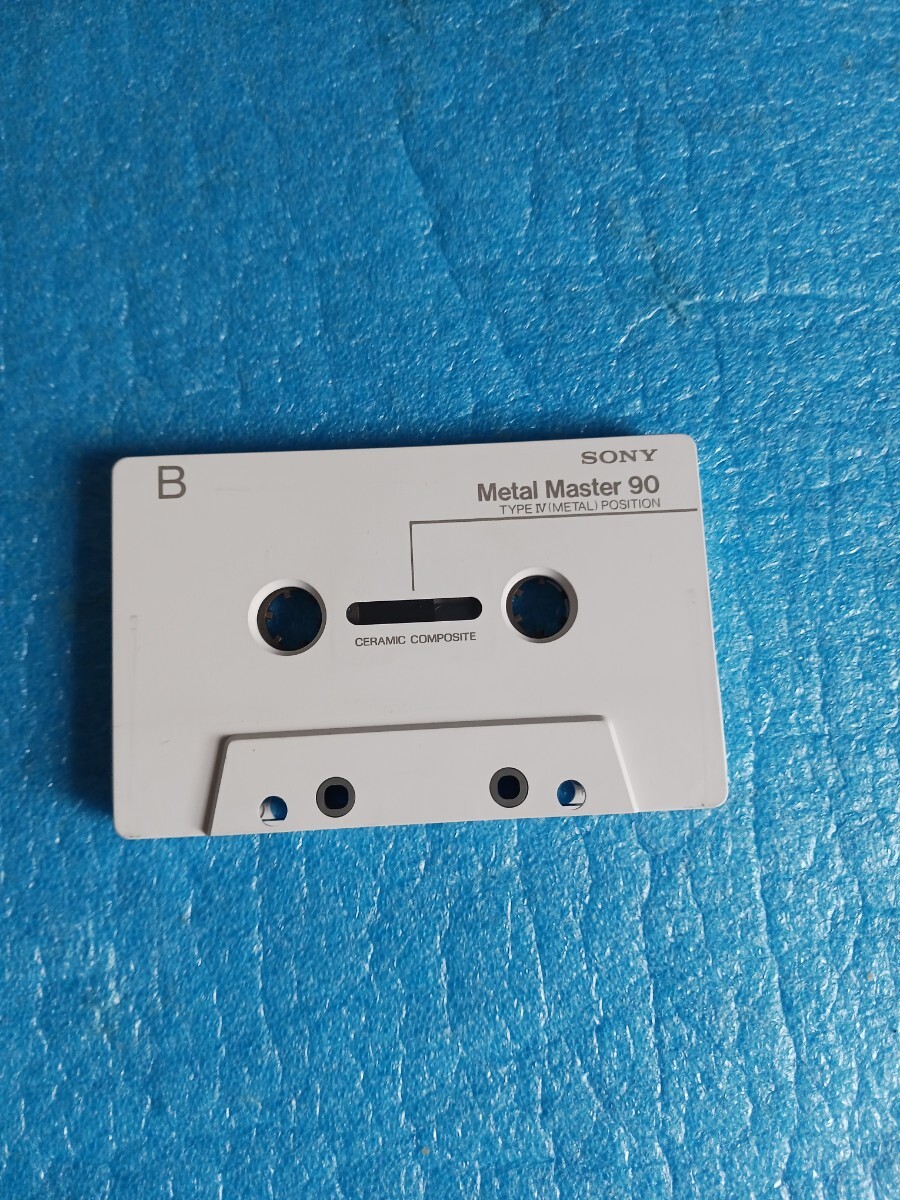 B
SONY
Metal Master 90
TYPE Ⅳ (METAL) POSITION
CERAMIC COMPOSITE